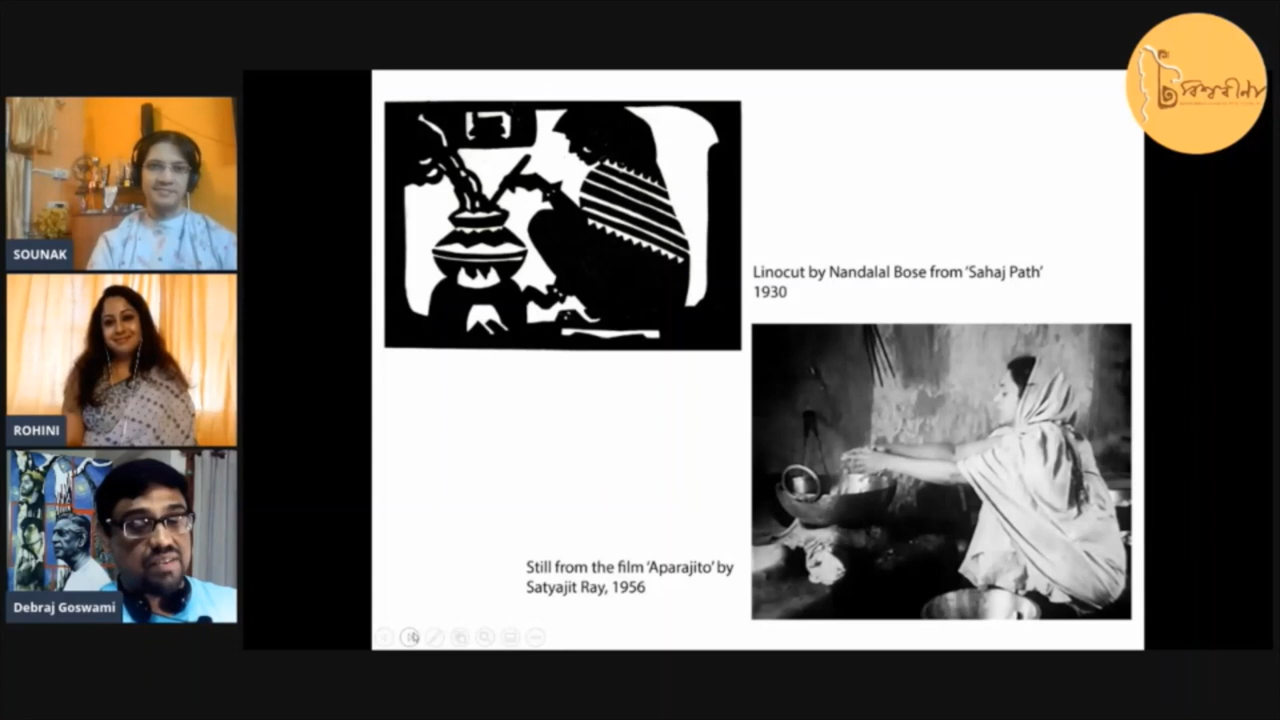 বিশ্ববীণা
SOUNAK
ROHINI
Debraj Goswami
Linocut by Nandalal Bose from ‘Sahaj Path’
1930
Still from the film ‘Aparajito’ by
Satyajit Ray, 1956